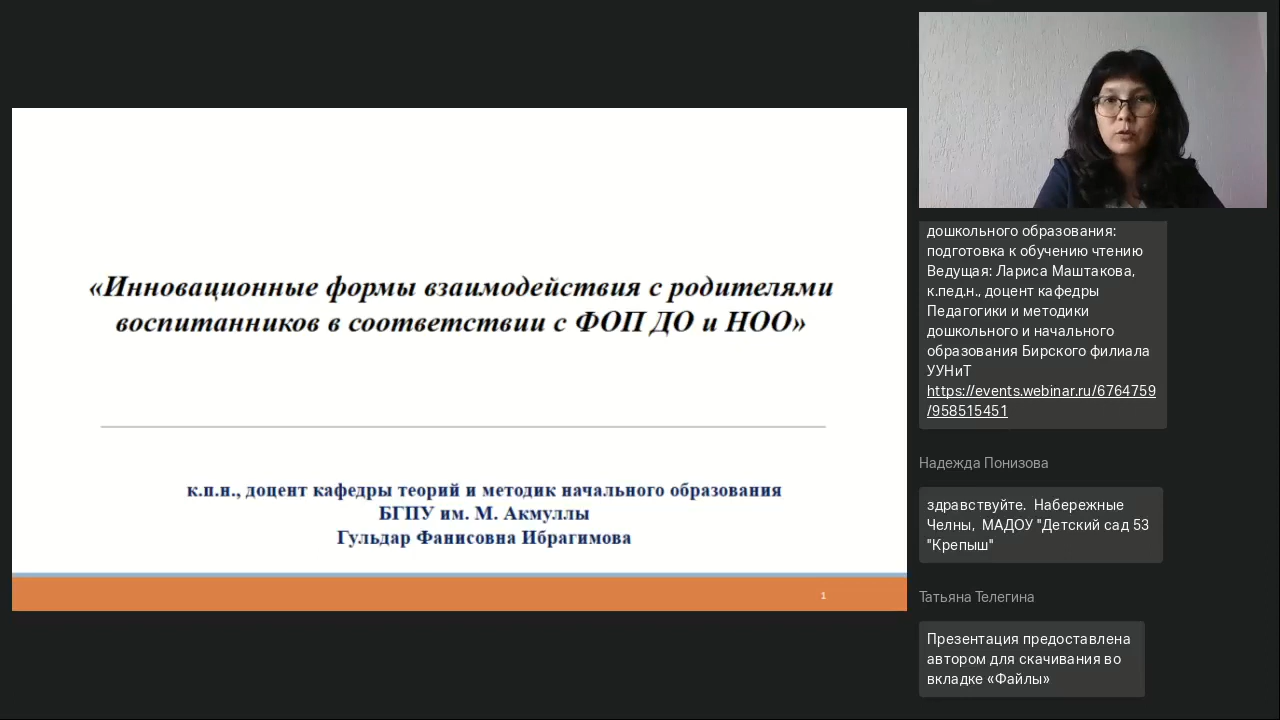 «Инновационные формы взаимодействия с родителями
воспитанников в соответствии с ФОП ДО и НОО»
к.п.н., доцент кафедры теорий и методик начального образования
БГПУ им. М. Акмуллы
Гульдар Фанисовна Ибрагимова
1
дошкольного образования:
подготовка к обучению чтению
Ведущая: Лариса Маштакова,
к.пед.н., доцент кафедры
Педагогики и методики
дошкольного и начального
образования Бирского филиала
УУНиТ
https://events.webinar.ru/6764759
/958515451
Надежда Понизова
здравствуйте.  Набережные
Челны,  МАДОУ "Детский сад 53
"Крепыш"
Татьяна Телегина
Презентация предоставлена
автором для скачивания во
вкладке «Файлы»